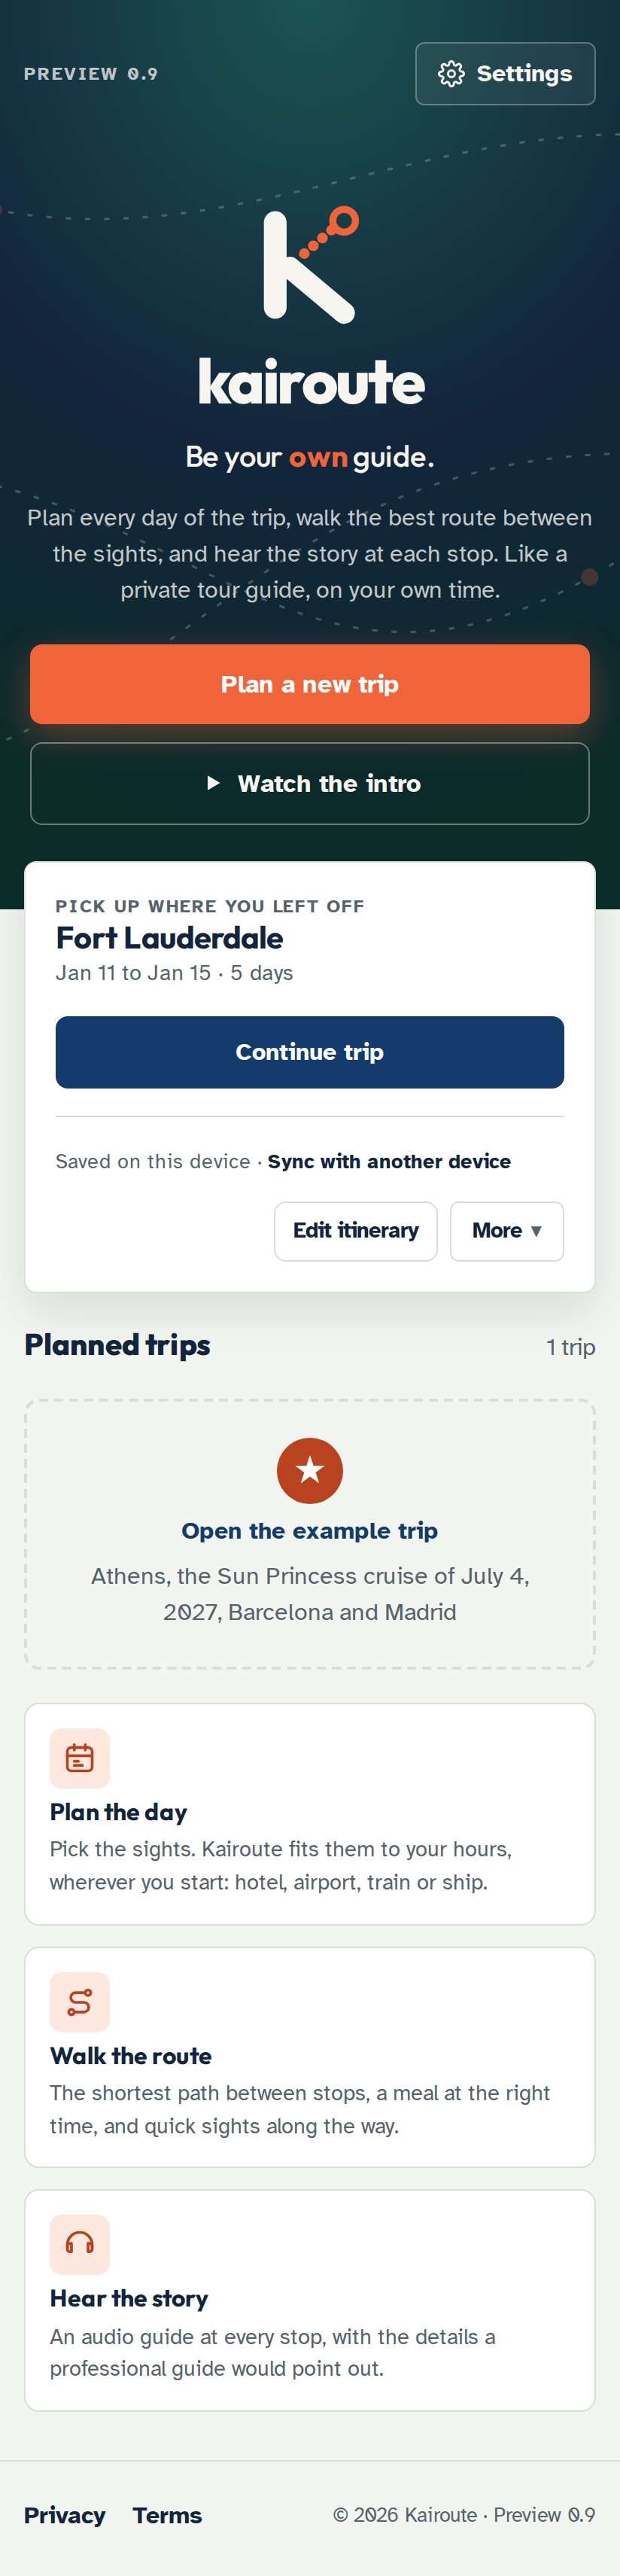 PREVIEW 0.9
Settings
kairoute
Be your own guide.
Plan every day of the trip, walk the best route between
the sights, and hear the story at each stop. Like a
private tour guide, on your own time.
Plan a new trip
Watch the intro
PICK UP WHERE YOU LEFT OFF
Fort Lauderdale
Jan 11 to Jan 15 · 5 days
Continue trip
Saved on this device · Sync with another device
Edit itinerary
More ▾
Planned trips
1 trip
Open the example trip
Athens, the Sun Princess cruise of July 4,
2027, Barcelona and Madrid
Plan the day
Pick the sights. Kairoute fits them to your hours,
wherever you start: hotel, airport, train or ship.
Walk the route
The shortest path between stops, a meal at the right
time, and quick sights along the way.
Hear the story
An audio guide at every stop, with the details a
professional guide would point out.
Privacy
Terms
© 2026 Kairoute · Preview 0.9